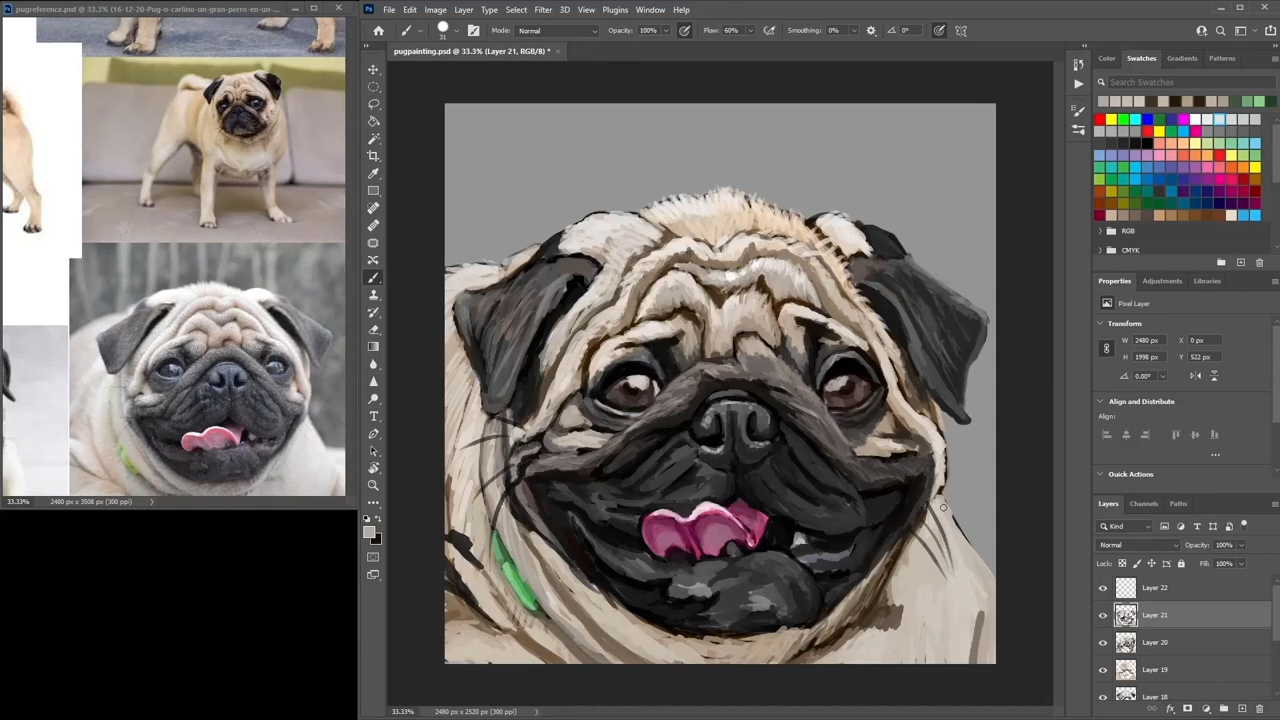 pugreference.psd @ 33.3% (16-12-20-Pug-o-carlino-un-gran-perro-en-un-...
33.33% 2480 px x 3508 px (300 ppi)
Ps File Edit Image Layer Type Select Filter 3D View Plugins Window Help
31 Mode: Normal Opacity: 100% Flow: 60% Smoothing: 0% 0°
pugpainting.psd @ 33.3% (Layer 21, RGB/8) *
33.33% 2480 px x 2520 px (300 ppi)
Color Swatches Gradients Patterns
Search Swatches
RGB
CMYK
Properties Adjustments Libraries
Pixel Layer
Transform
W 2480 px X 0 px
H 1998 px Y 522 px
0.00°
Align and Distribute
Align:
Quick Actions
Layers Channels Paths
Kind
Normal Opacity: 100%
Lock: Fill: 100%
Layer 22
Layer 21
Layer 20
Layer 19
Layer 18
fx